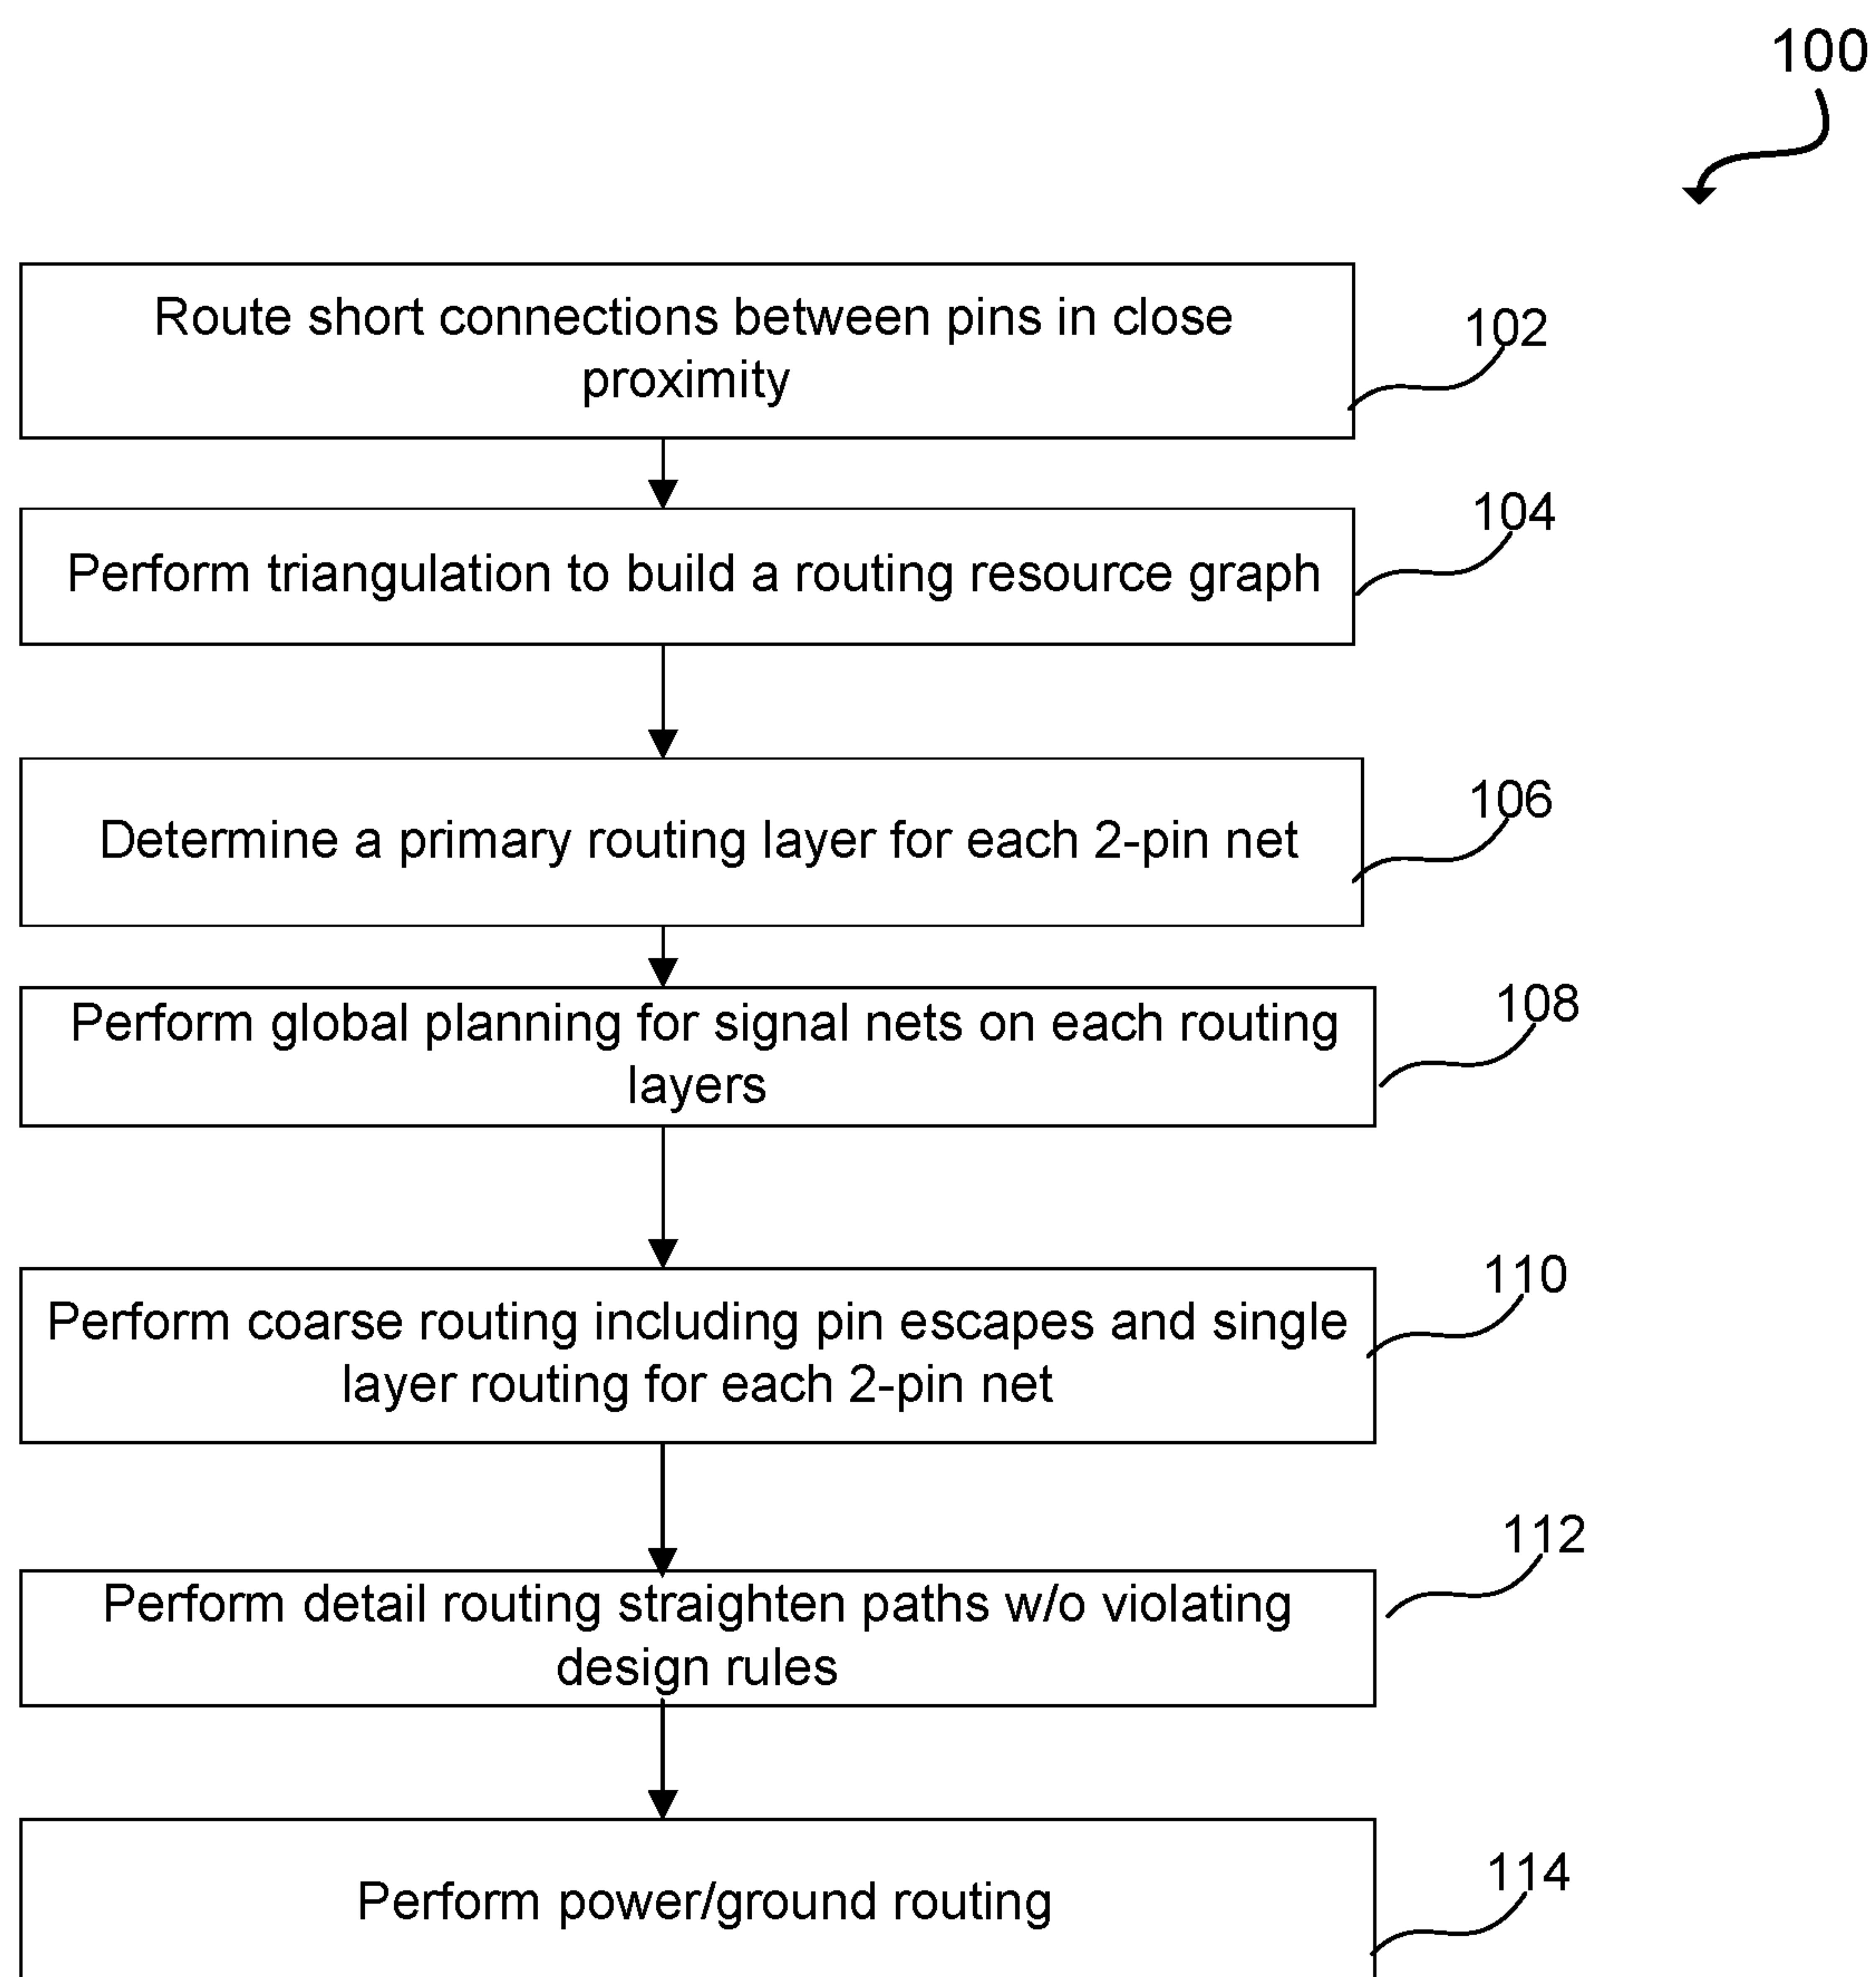 100
Route short connections between pins in close
proximity
102
Perform triangulation to build a routing resource graph
104
Determine a primary routing layer for each 2-pin net
106
Perform global planning for signal nets on each routing
layers
108
Perform coarse routing including pin escapes and single
layer routing for each 2-pin net
110
Perform detail routing straighten paths w/o violating
design rules
112
Perform power/ground routing
114